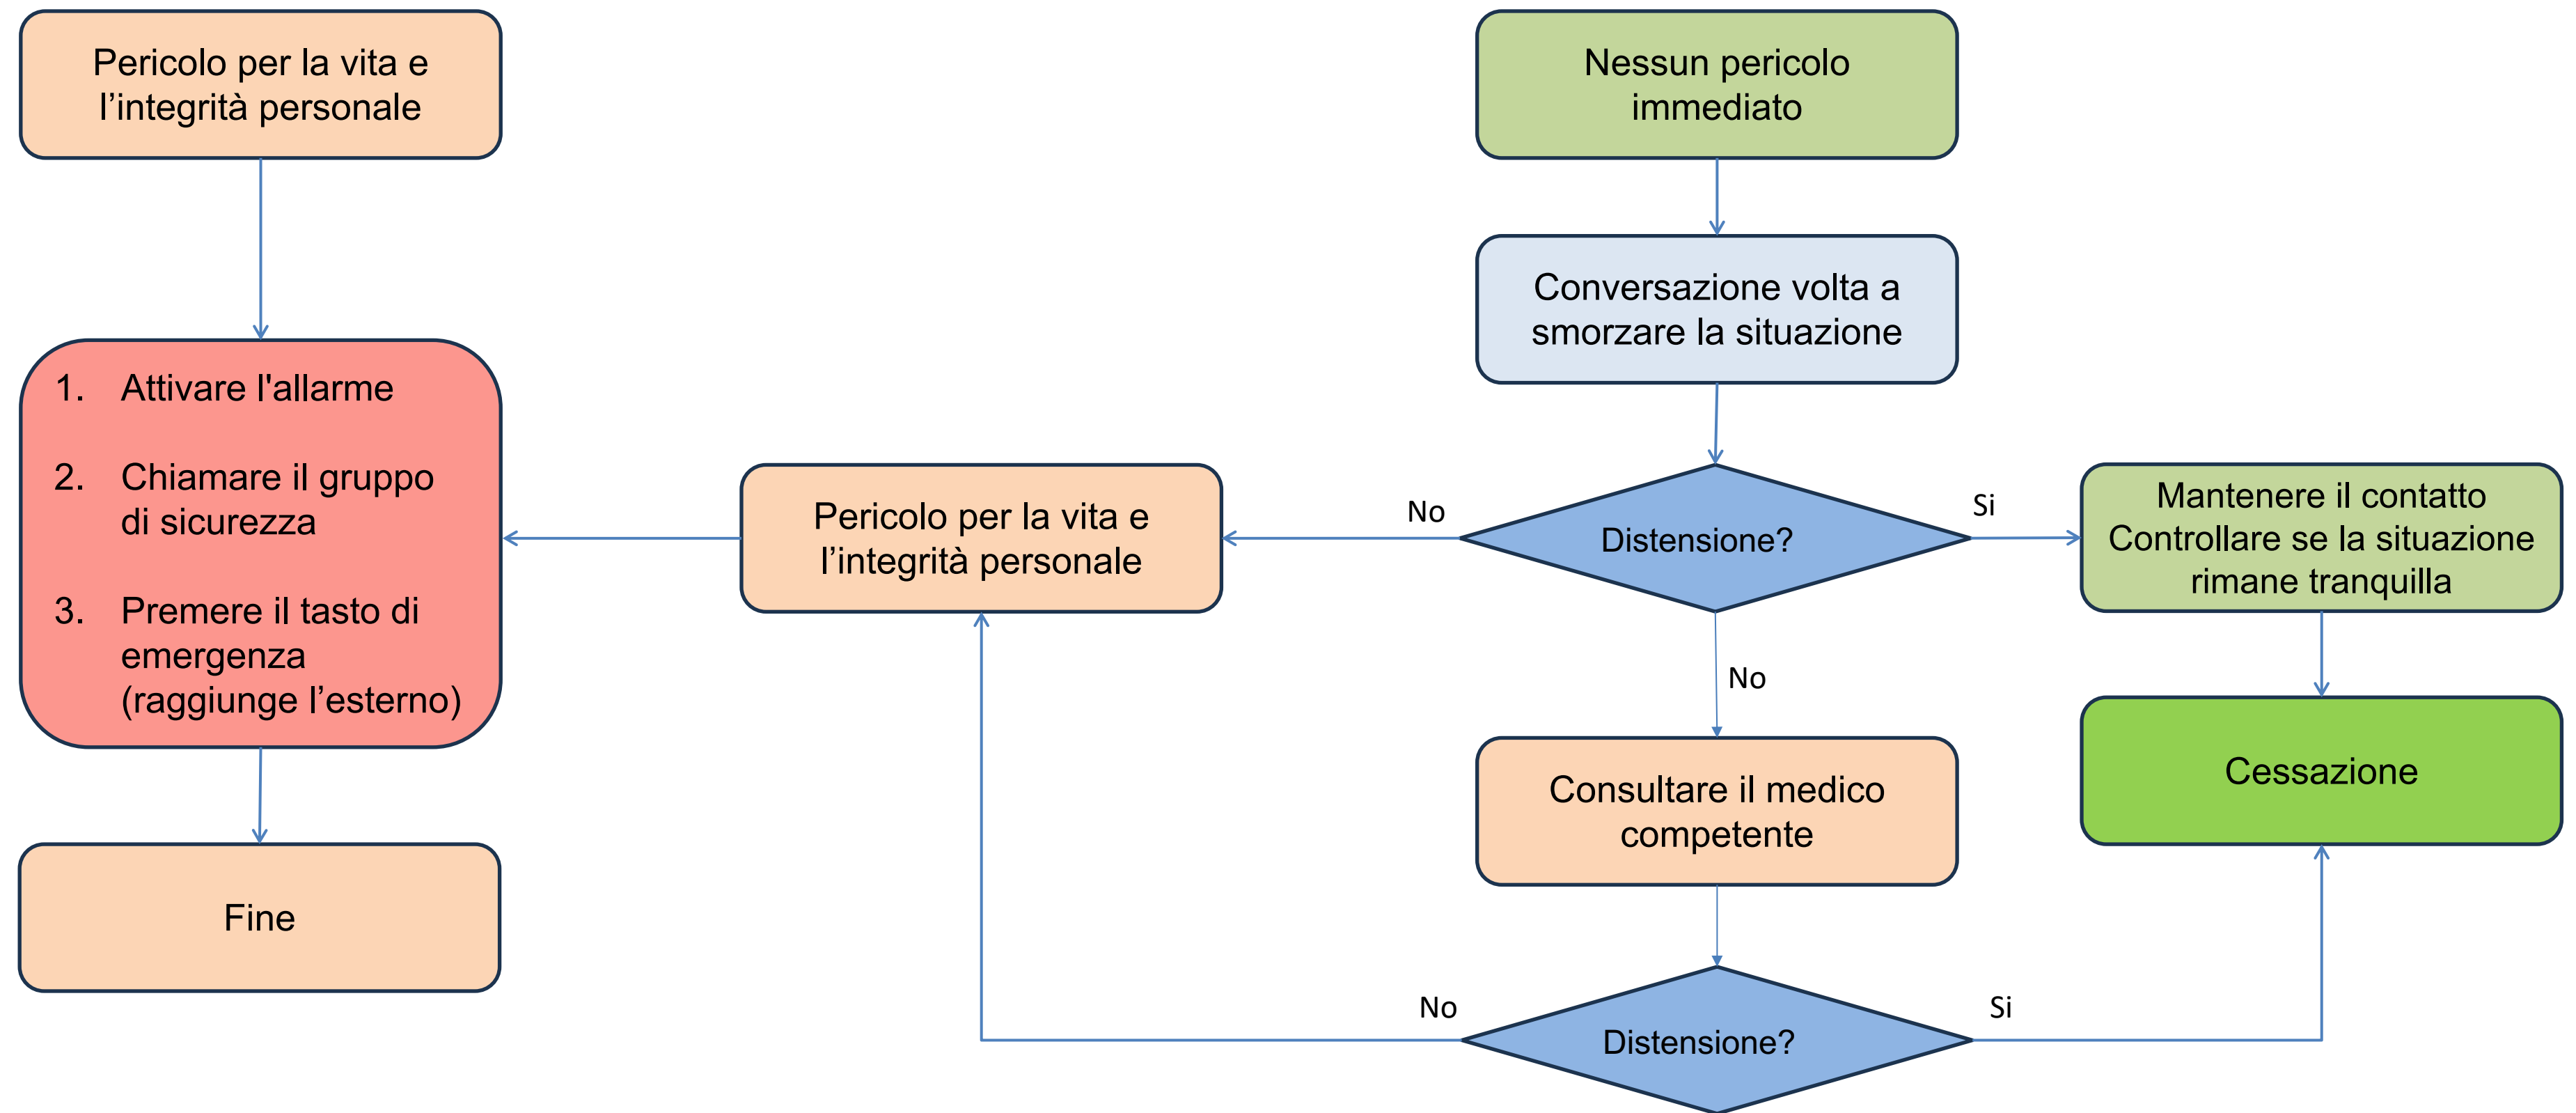 Pericolo per la vita e
l’integrità personale
Nessun pericolo
immediato
Conversazione volta a
smorzare la situazione
1. Attivare l'allarme
2. Chiamare il gruppo
di sicurezza
3. Premere il tasto di
emergenza
(raggiunge l’esterno)
Pericolo per la vita e
l’integrità personale
No
Distensione?
Si
Mantenere il contatto
Controllare se la situazione
rimane tranquilla
No
Consultare il medico
competente
Cessazione
Fine
No
Distensione?
Si